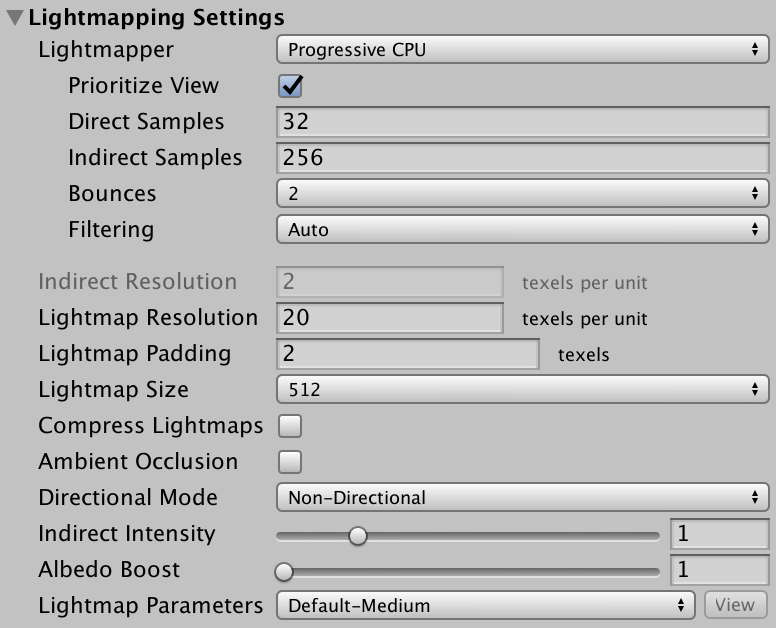 Lightmapping Settings
Lightmapper Progressive CPU
Prioritize View
Direct Samples 32
Indirect Samples 256
Bounces 2
Filtering Auto
Indirect Resolution 2 texels per unit
Lightmap Resolution 20 texels per unit
Lightmap Padding 2 texels
Lightmap Size 512
Compress Lightmaps
Ambient Occlusion
Directional Mode Non-Directional
Indirect Intensity 1
Albedo Boost 1
Lightmap Parameters Default-Medium View